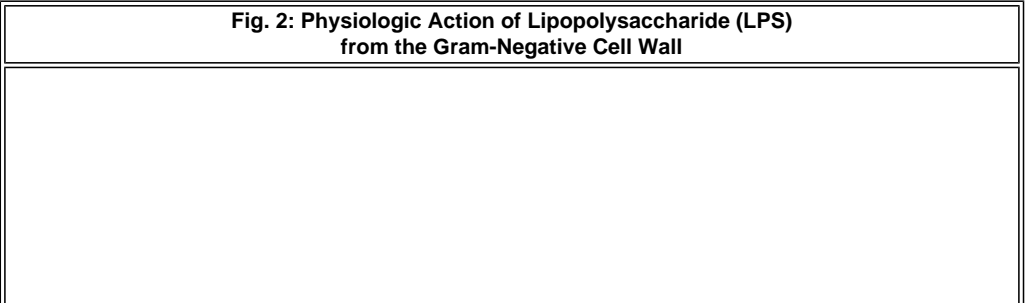 Fig. 2: Physiologic Action of Lipopolysaccharide (LPS)
from the Gram-Negative Cell Wall